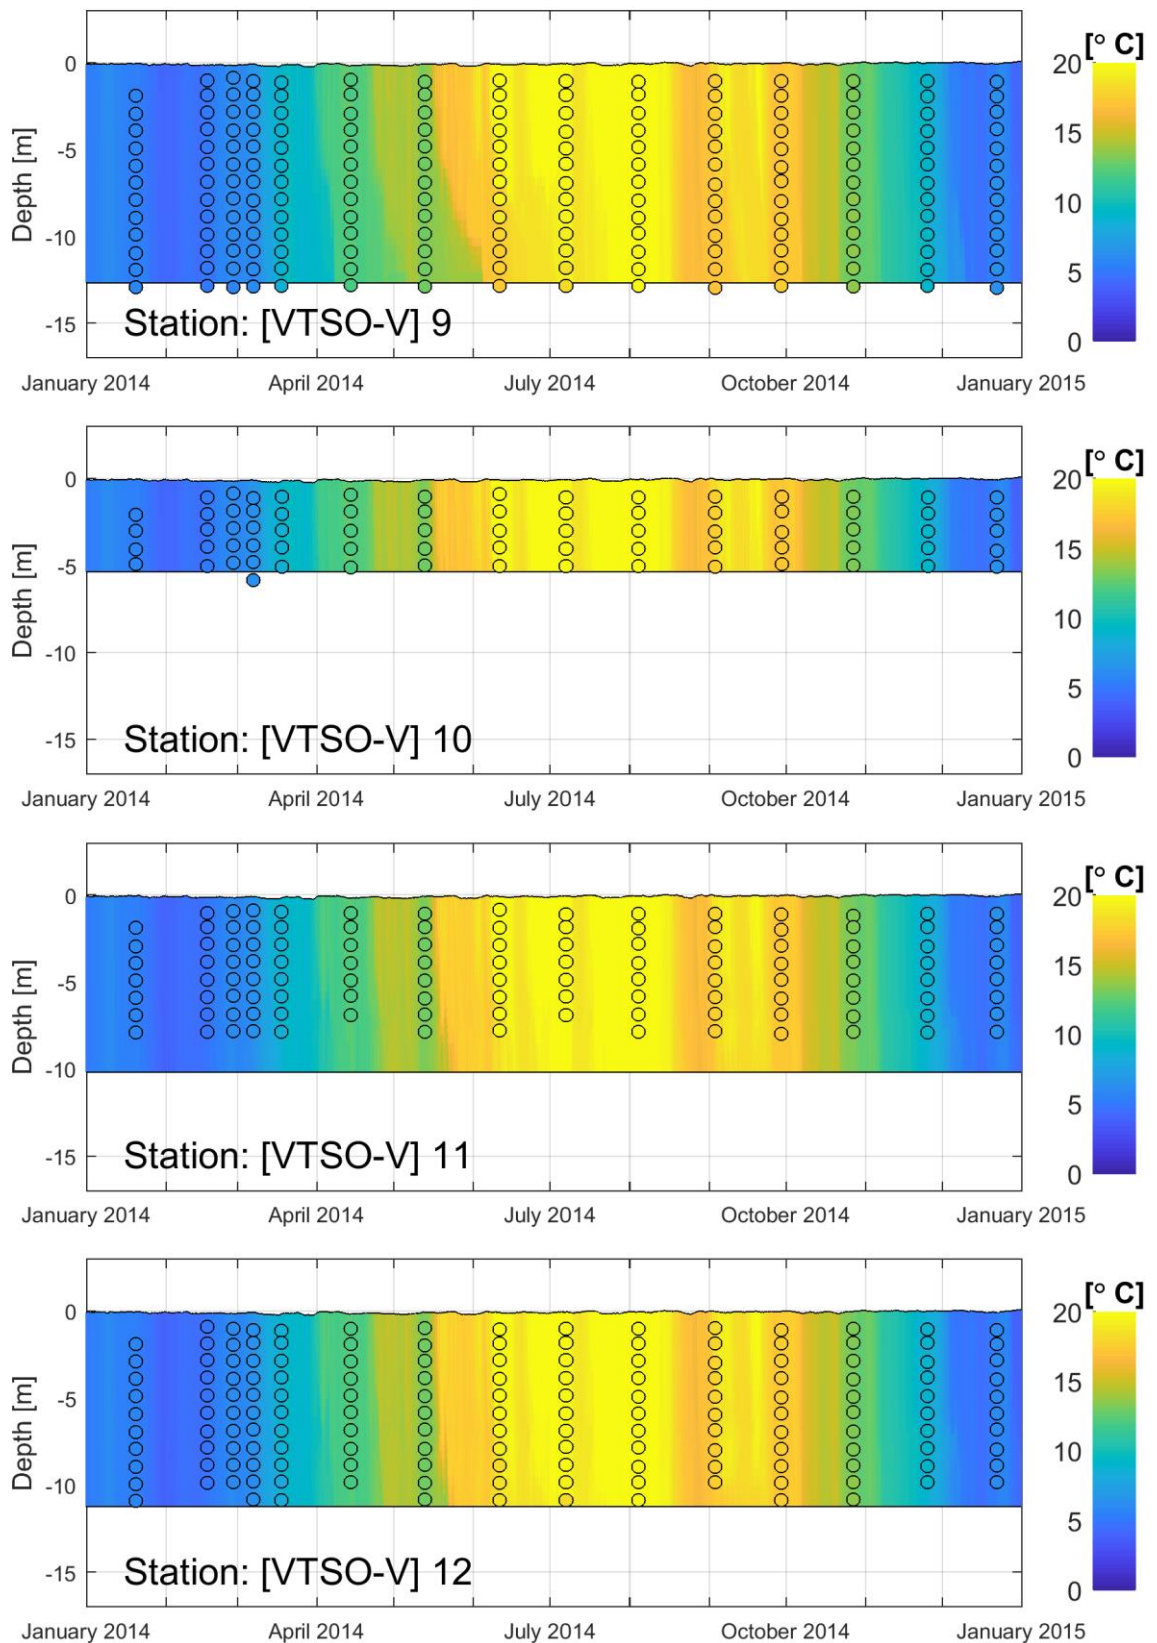 [° C]
0
-5
-10
-15
Depth [m]
Station: [VTSO-V] 9
January 2014 April 2014 July 2014 October 2014 January 2015
20
15
10
5
0
[° C]
0
-5
-10
-15
Depth [m]
Station: [VTSO-V] 10
January 2014 April 2014 July 2014 October 2014 January 2015
20
15
10
5
0
[° C]
0
-5
-10
-15
Depth [m]
Station: [VTSO-V] 11
January 2014 April 2014 July 2014 October 2014 January 2015
20
15
10
5
0
[° C]
0
-5
-10
-15
Depth [m]
Station: [VTSO-V] 12
January 2014 April 2014 July 2014 October 2014 January 2015
20
15
10
5
0